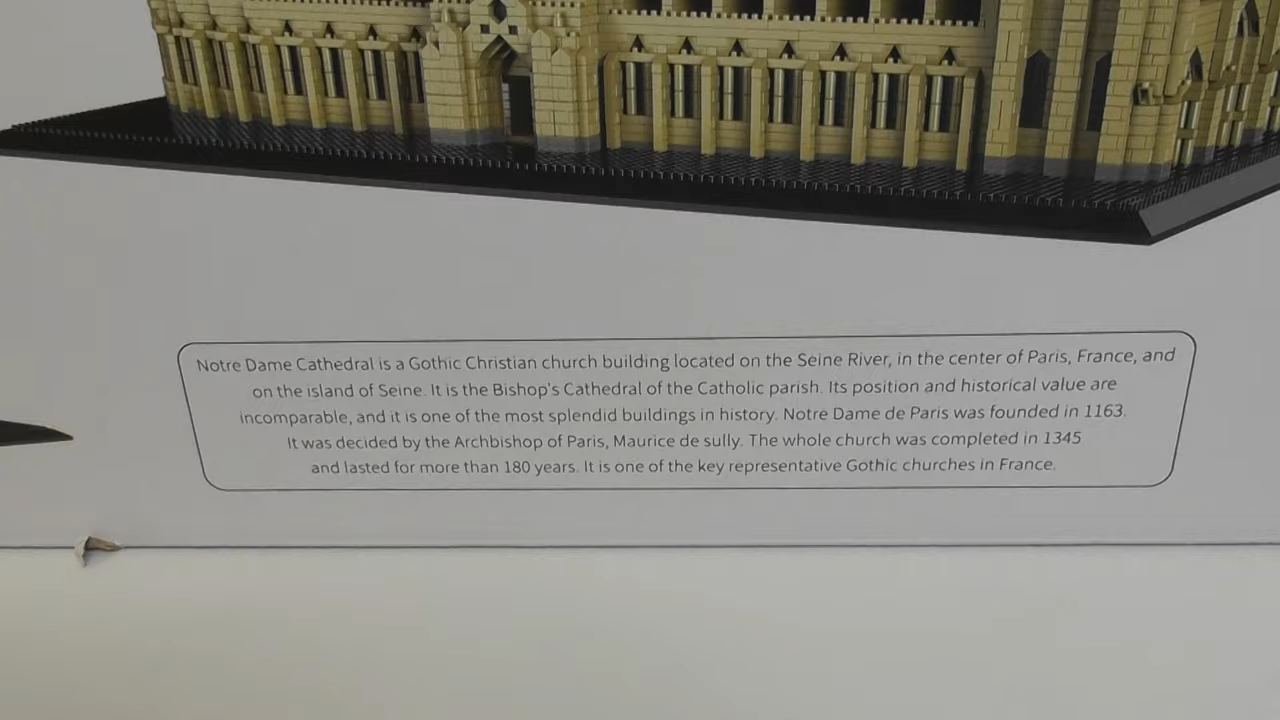 Notre Dame Cathedral is a Gothic Christian church building located on the Seine River, in the center of Paris, France, and
on the island of Seine. It is the Bishop's Cathedral of the Catholic parish. Its position and historical value are
incomparable, and it is one of the most splendid buildings in history. Notre Dame de Paris was founded in 1163.
It was decided by the Archbishop of Paris, Maurice de sully. The whole church was completed in 1345
and lasted for more than 180 years. It is one of the key representative Gothic churches in France.